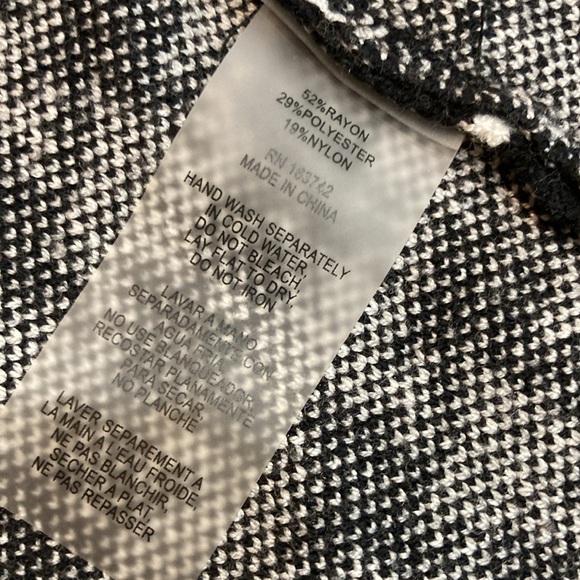 52%RAYON
29%POLYESTER
19%NYLON
RN 163742
MADE IN CHINA
HAND WASH SEPARATELY
IN COLD WATER,
DO NOT BLEACH,
LAY FLAT TO DRY,
DO NOT IRON
LAVAR A MANO
SEPARADAMENTE CON
AGUA FRIA,
NO USE BLANQUEADOR,
RECOSTAR PLANAMENTE
PARA SECAR,
NO PLANCHE
LAVER SEPAREMENT A
LA MAIN A L'EAU FROIDE,
NE PAS BLANCHIR,
SECHER A PLAT
NE PAS REPASSER